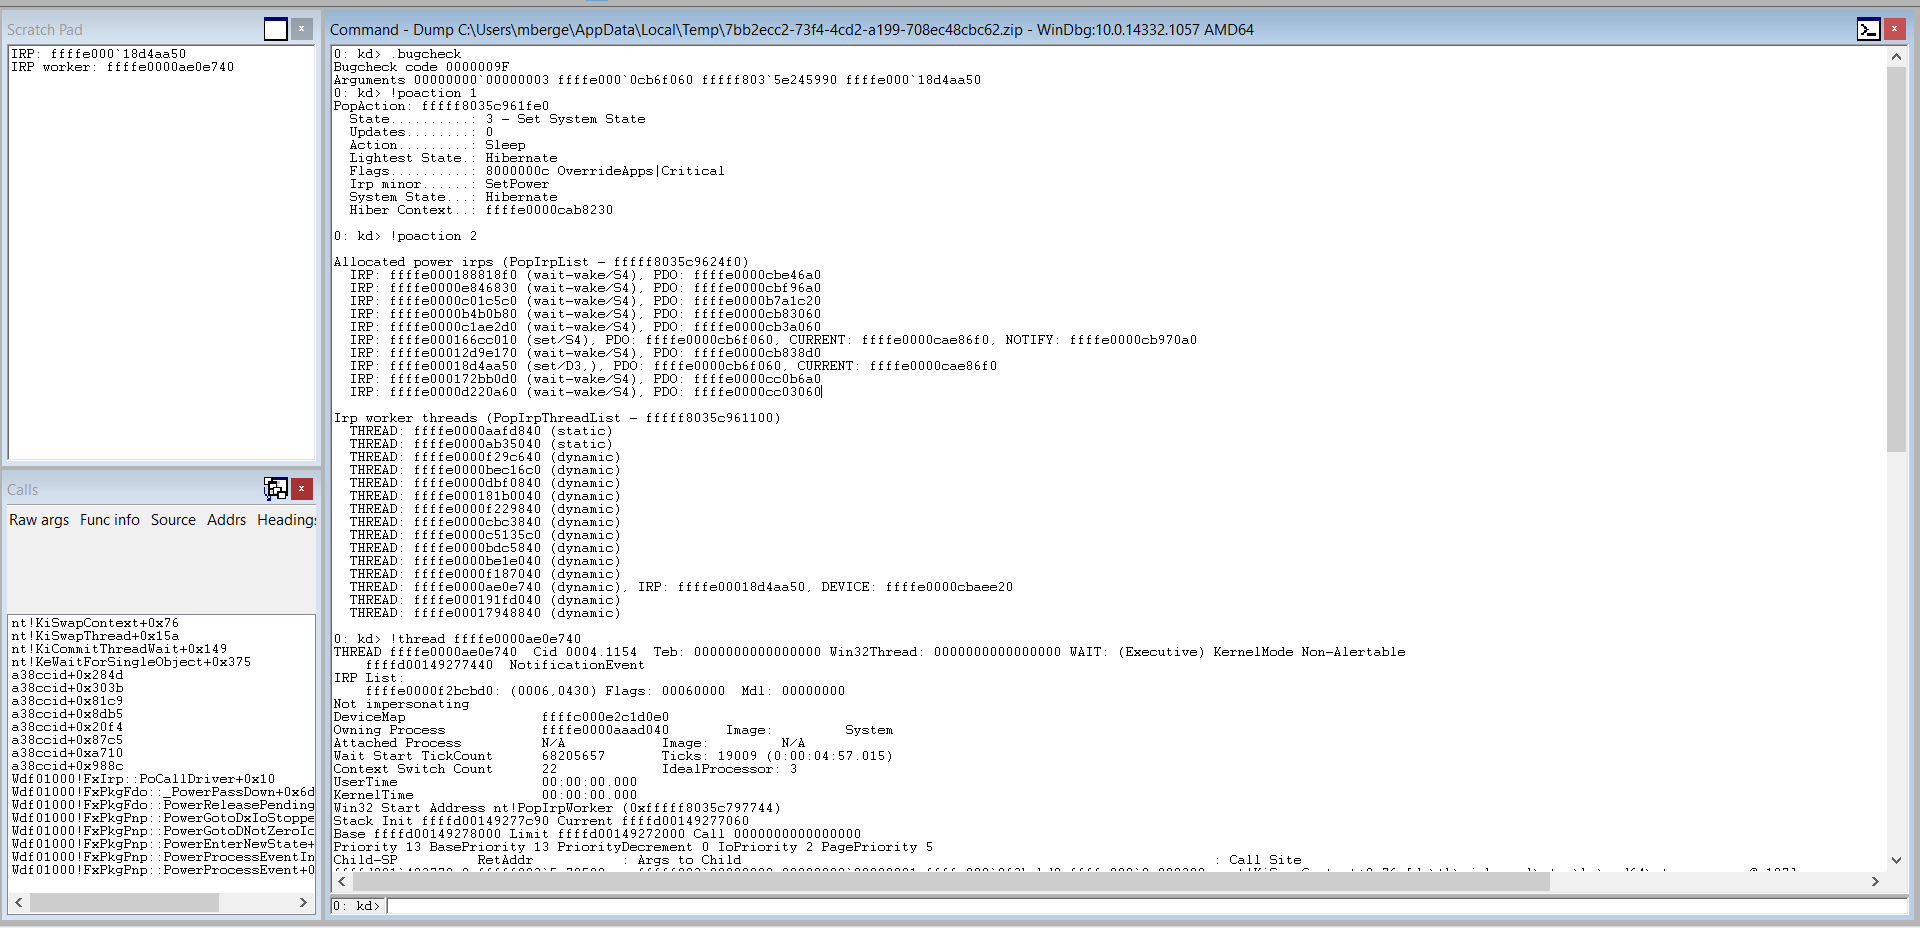 Scratch Pad
IRP: ffffe000`18d4aa50
IRP worker: ffffe0000ae0e740
Calls
Raw args Func info Source Addrs Headings
nt!KiSwapContext+0x76
nt!KiSwapThread+0x15a
nt!KiCommitThreadWait+0x149
nt!KeWaitForSingleObject+0x375
a38ccid+0x284d
a38ccid+0x303b
a38ccid+0x81c9
a38ccid+0x8db5
a38ccid+0x20f4
a38ccid+0x87c5
a38ccid+0xa710
a38ccid+0x988c
Wdf01000!FxIrp::PoCallDriver+0x10
Wdf01000!FxPkgFdo::_PowerPassDown+0x6d
Wdf01000!FxPkgFdo::PowerReleasePending
Wdf01000!FxPkgPnp::PowerGotoDxIoStoppe
Wdf01000!FxPkgPnp::PowerGotoDNotZeroIo
Wdf01000!FxPkgPnp::PowerEnterNewState+
Wdf01000!FxPkgPnp::PowerProcessEventIn
Wdf01000!FxPkgPnp::PowerProcessEvent+0
Command - Dump C:\Users\mberge\AppData\Local\Temp\7bb2ecc2-73f4-4cd2-a199-708ec48cbc62.zip - WinDbg:10.0.14332.1057 AMD64
0: kd> .bugcheck
Bugcheck code 0000009F
Arguments 00000000`00000003 ffffe000`0cb6f060 fffff803`5e245990 ffffe000`18d4aa50
0: kd> !poaction 1
PopAction: fffff8035c961fe0
State..........: 3 - Set System State
Updates........: 0
Action.........: Sleep
Lightest State.: Hibernate
Flags..........: 8000000c OverrideApps|Critical
Irp minor......: SetPower
System State...: Hibernate
Hiber Context..: ffffe0000cab8230
0: kd> !poaction 2
Allocated power irps (PopIrpList - fffff8035c9624f0)
IRP: ffffe000188818f0 (wait-wake/S4), PDO: ffffe0000cbe46a0
IRP: ffffe0000e846830 (wait-wake/S4), PDO: ffffe0000cbf96a0
IRP: ffffe0000c01c5c0 (wait-wake/S4), PDO: ffffe0000b7a1c20
IRP: ffffe0000b4b0b80 (wait-wake/S4), PDO: ffffe0000cb83060
IRP: ffffe0000c1ae2d0 (wait-wake/S4), PDO: ffffe0000cb3a060
IRP: ffffe000166cc010 (set/S4), PDO: ffffe0000cb6f060, CURRENT: ffffe0000cae86f0, NOTIFY: ffffe0000cb970a0
IRP: ffffe00012d9e170 (wait-wake/S4), PDO: ffffe0000cb838d0
IRP: ffffe00018d4aa50 (set/D3,), PDO: ffffe0000cb6f060, CURRENT: ffffe0000cae86f0
IRP: ffffe000172bb0d0 (wait-wake/S4), PDO: ffffe0000cc0b6a0
IRP: ffffe0000d220a60 (wait-wake/S4), PDO: ffffe0000cc03060
Irp worker threads (PopIrpThreadList - fffff8035c961100)
THREAD: ffffe0000aafd840 (static)
THREAD: ffffe0000ab35040 (static)
THREAD: ffffe0000f29c640 (dynamic)
THREAD: ffffe0000bec16c0 (dynamic)
THREAD: ffffe0000dbf0840 (dynamic)
THREAD: ffffe000181b0040 (dynamic)
THREAD: ffffe0000f229840 (dynamic)
THREAD: ffffe0000cbc3840 (dynamic)
THREAD: ffffe0000c5135c0 (dynamic)
THREAD: ffffe0000bdc5840 (dynamic)
THREAD: ffffe0000be1e040 (dynamic)
THREAD: ffffe0000f187040 (dynamic)
THREAD: ffffe0000ae0e740 (dynamic), IRP: ffffe00018d4aa50, DEVICE: ffffe0000cbaee20
THREAD: ffffe000191fd040 (dynamic)
THREAD: ffffe00017948840 (dynamic)
0: kd> !thread ffffe0000ae0e740
THREAD ffffe0000ae0e740 Cid 0004.1154 Teb: 0000000000000000 Win32Thread: 0000000000000000 WAIT: (Executive) KernelMode Non-Alertable
ffffd00149277440 NotificationEvent
IRP List:
ffffe0000f2bcbd0: (0006,0430) Flags: 00060000 Mdl: 00000000
Not impersonating
DeviceMap ffffc000e2c1d0e0
Owning Process ffffe0000aaad040 Image: System
Attached Process N/A Image: N/A
Wait Start TickCount 68205657 Ticks: 19009 (0:00:04:57.015)
Context Switch Count 22 IdealProcessor: 3
UserTime 00:00:00.000
KernelTime 00:00:00.000
Win32 Start Address nt!PopIrpWorker (0xfffff8035c797744)
Stack Init ffffd00149277c90 Current ffffd00149277060
Base ffffd00149278000 Limit ffffd00149272000 Call 0000000000000000
Priority 13 BasePriority 13 PriorityDecrement 0 IoPriority 2 PagePriority 5
Child-SP RetAddr : Args to Child : Call Site
0: kd>